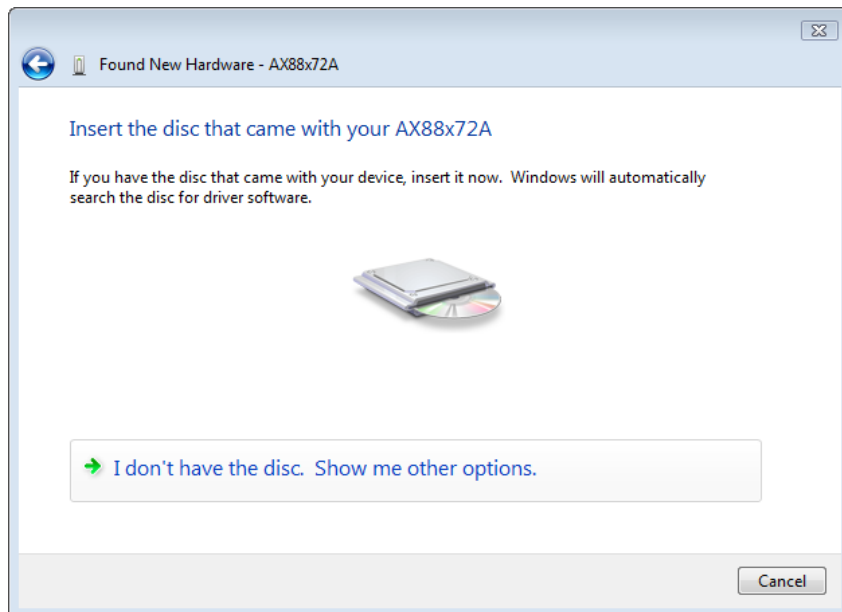 Found New Hardware - AX88x72A
Insert the disc that came with your AX88x72A
If you have the disc that came with your device, insert it now.  Windows will automatically
search the disc for driver software.
I don't have the disc.  Show me other options.
Cancel